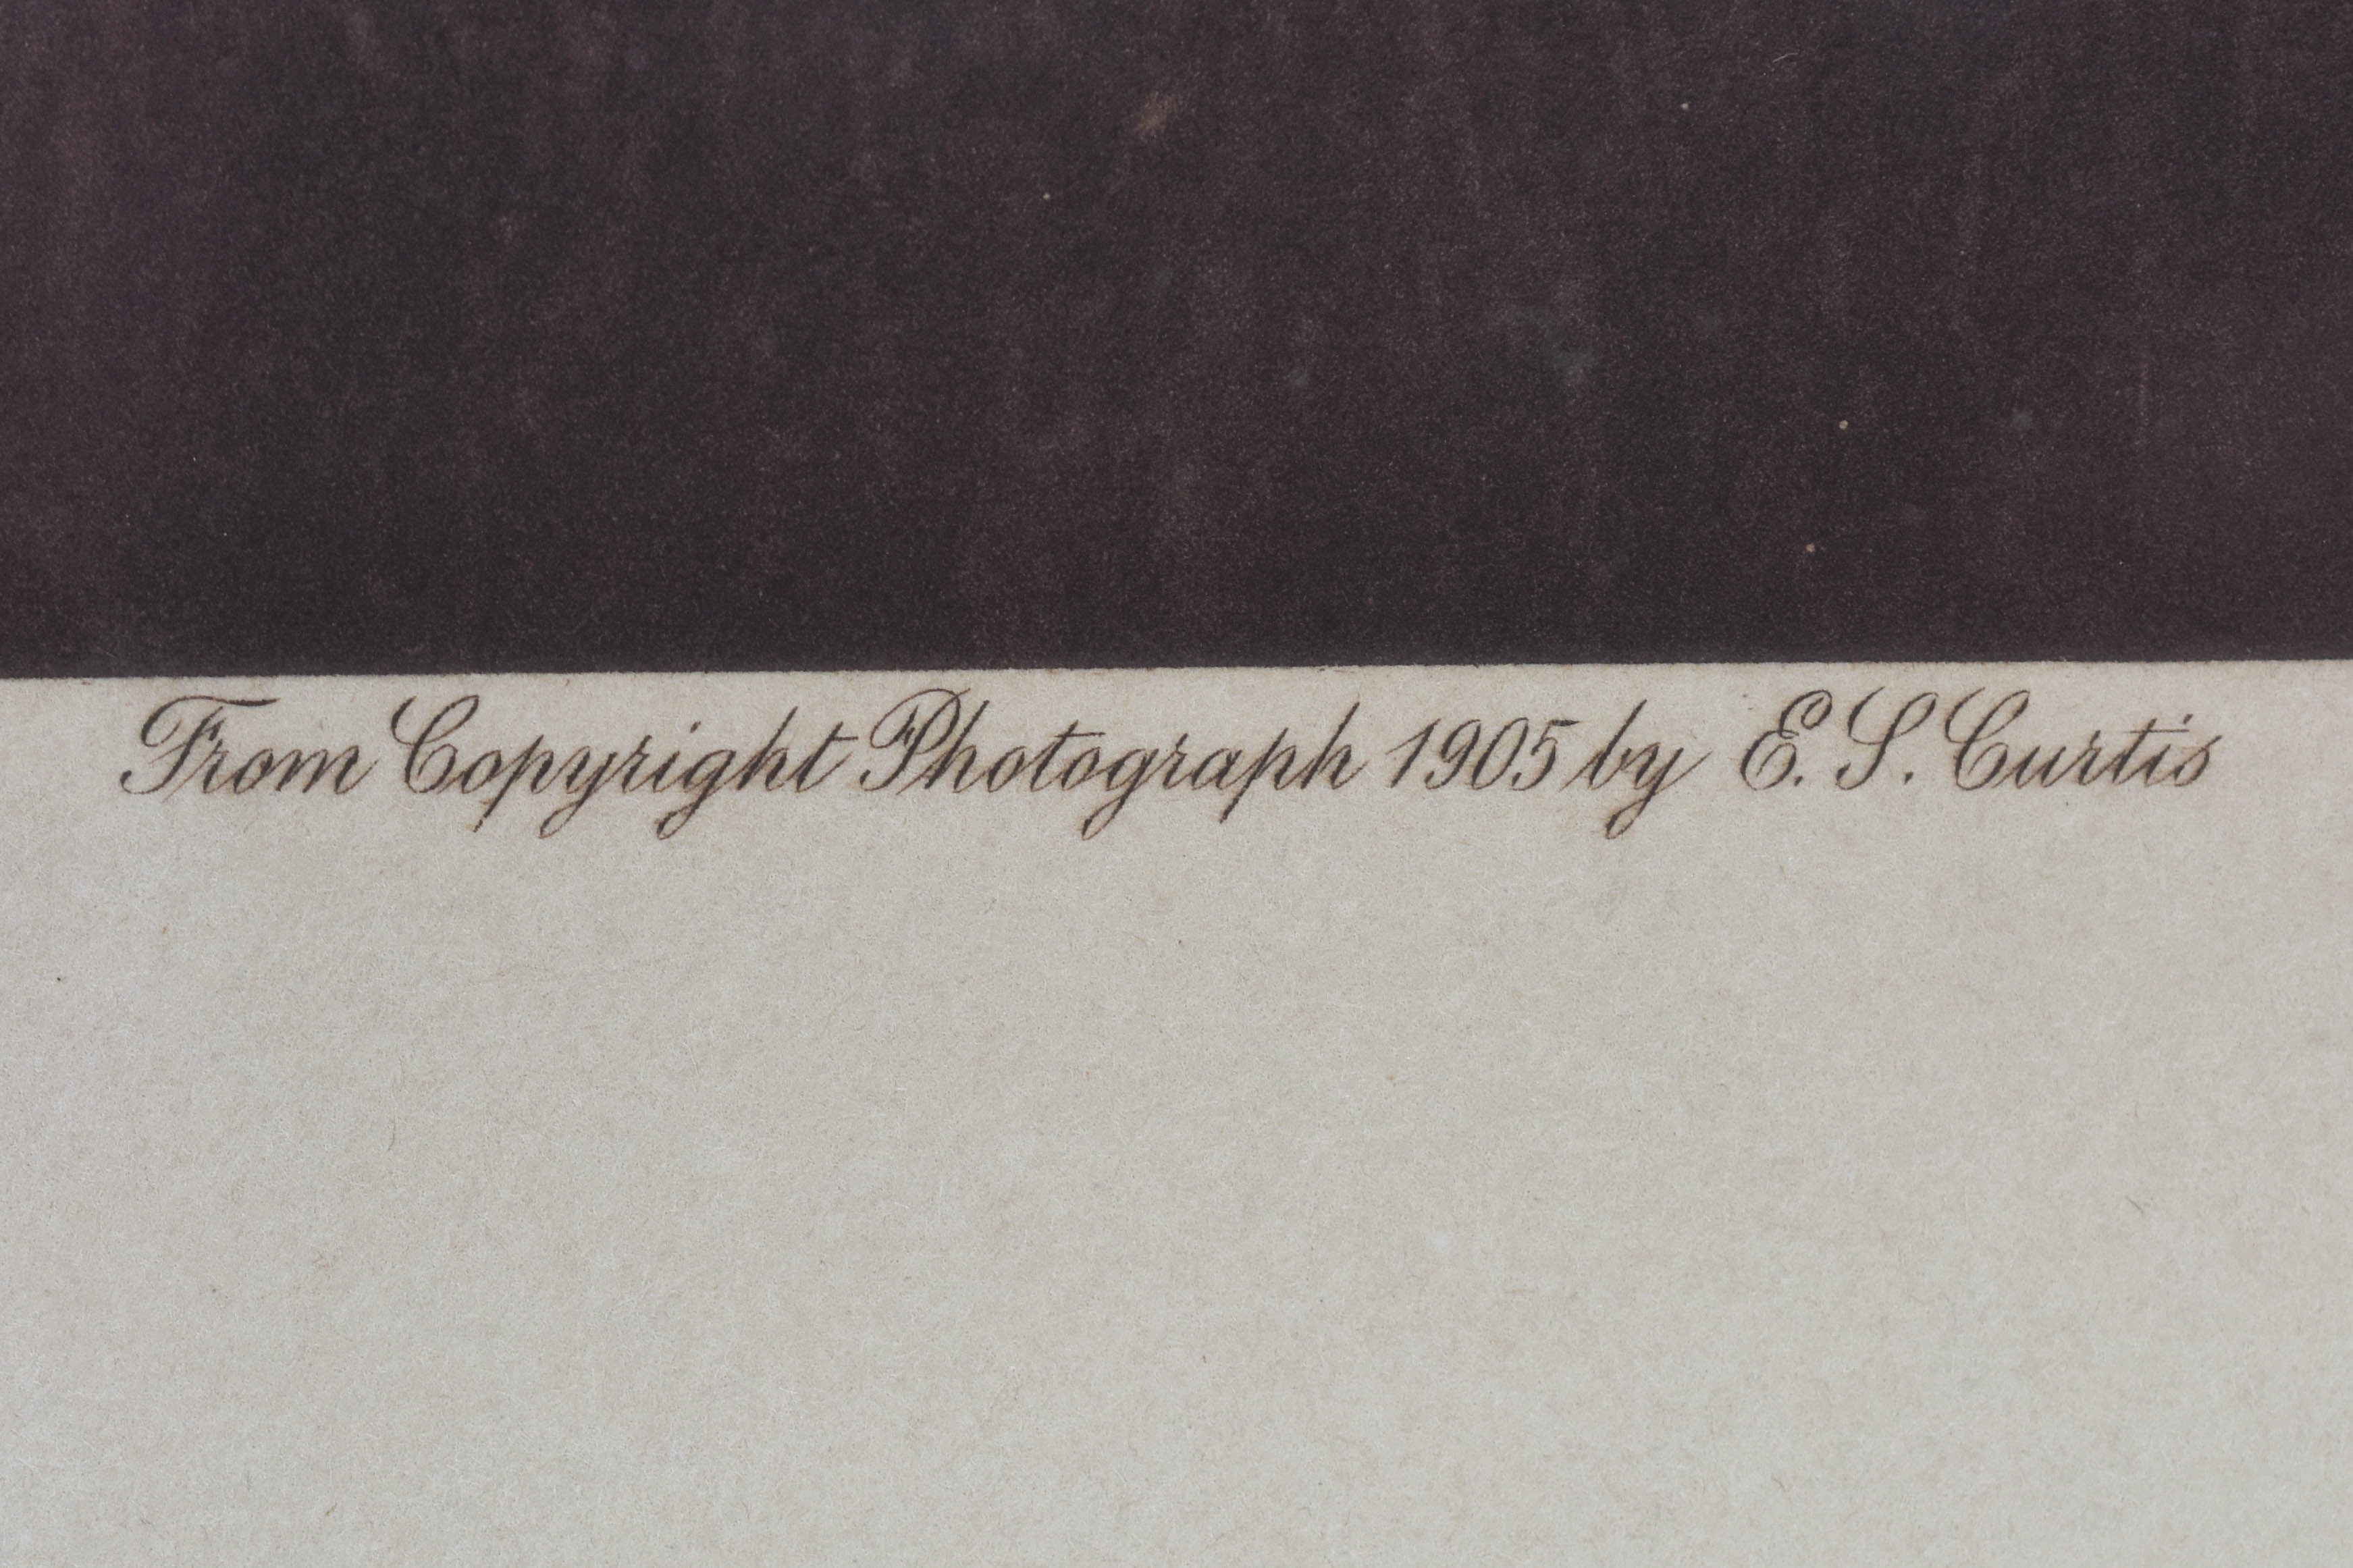 From Copyright Photograph 1905 by E. S. Curtis